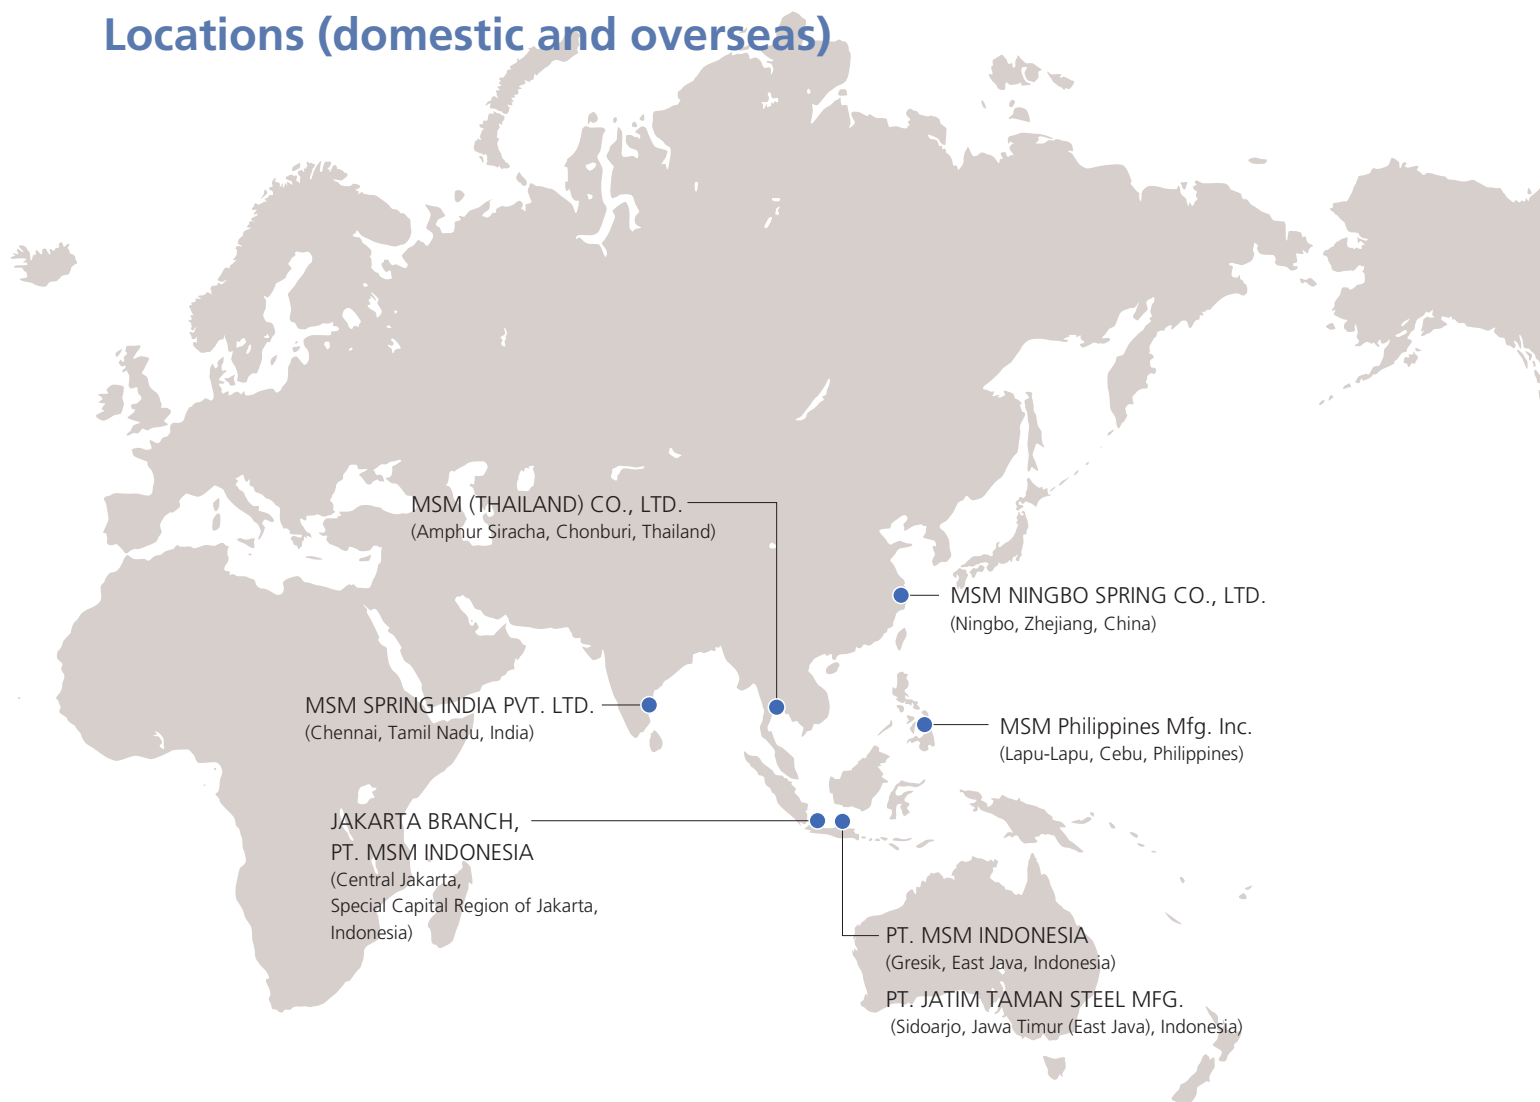 Locations (domestic and overseas)
MSM (THAILAND) CO., LTD.
(Amphur Siracha, Chonburi, Thailand)
MSM NINGBO SPRING CO., LTD.
(Ningbo, Zhejiang, China)
MSM SPRING INDIA PVT. LTD.
(Chennai, Tamil Nadu, India)
MSM Philippines Mfg. Inc.
(Lapu-Lapu, Cebu, Philippines)
JAKARTA BRANCH,
PT. MSM INDONESIA
(Central Jakarta,
Special Capital Region of Jakarta,
Indonesia)
PT. MSM INDONESIA
(Gresik, East Java, Indonesia)
PT. JATIM TAMAN STEEL MFG.
(Sidoarjo, Jawa Timur (East Java), Indonesia)